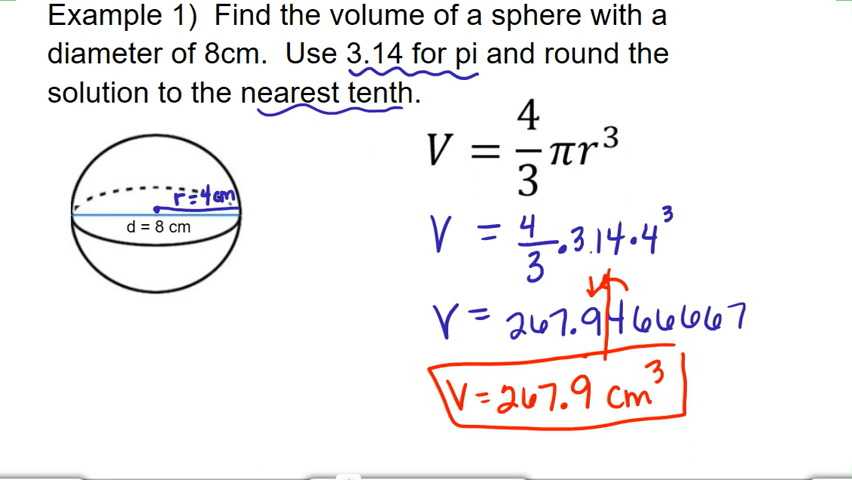 Example 1) Find the volume of a sphere with a
diameter of 8cm. Use 3.14 for pi and round the
solution to the nearest tenth.
V = 4/3 πr³
r=4cm
d = 8 cm
V = 4/3 · 3.14 · 4³
V = 267.9466667
V = 267.9 cm³